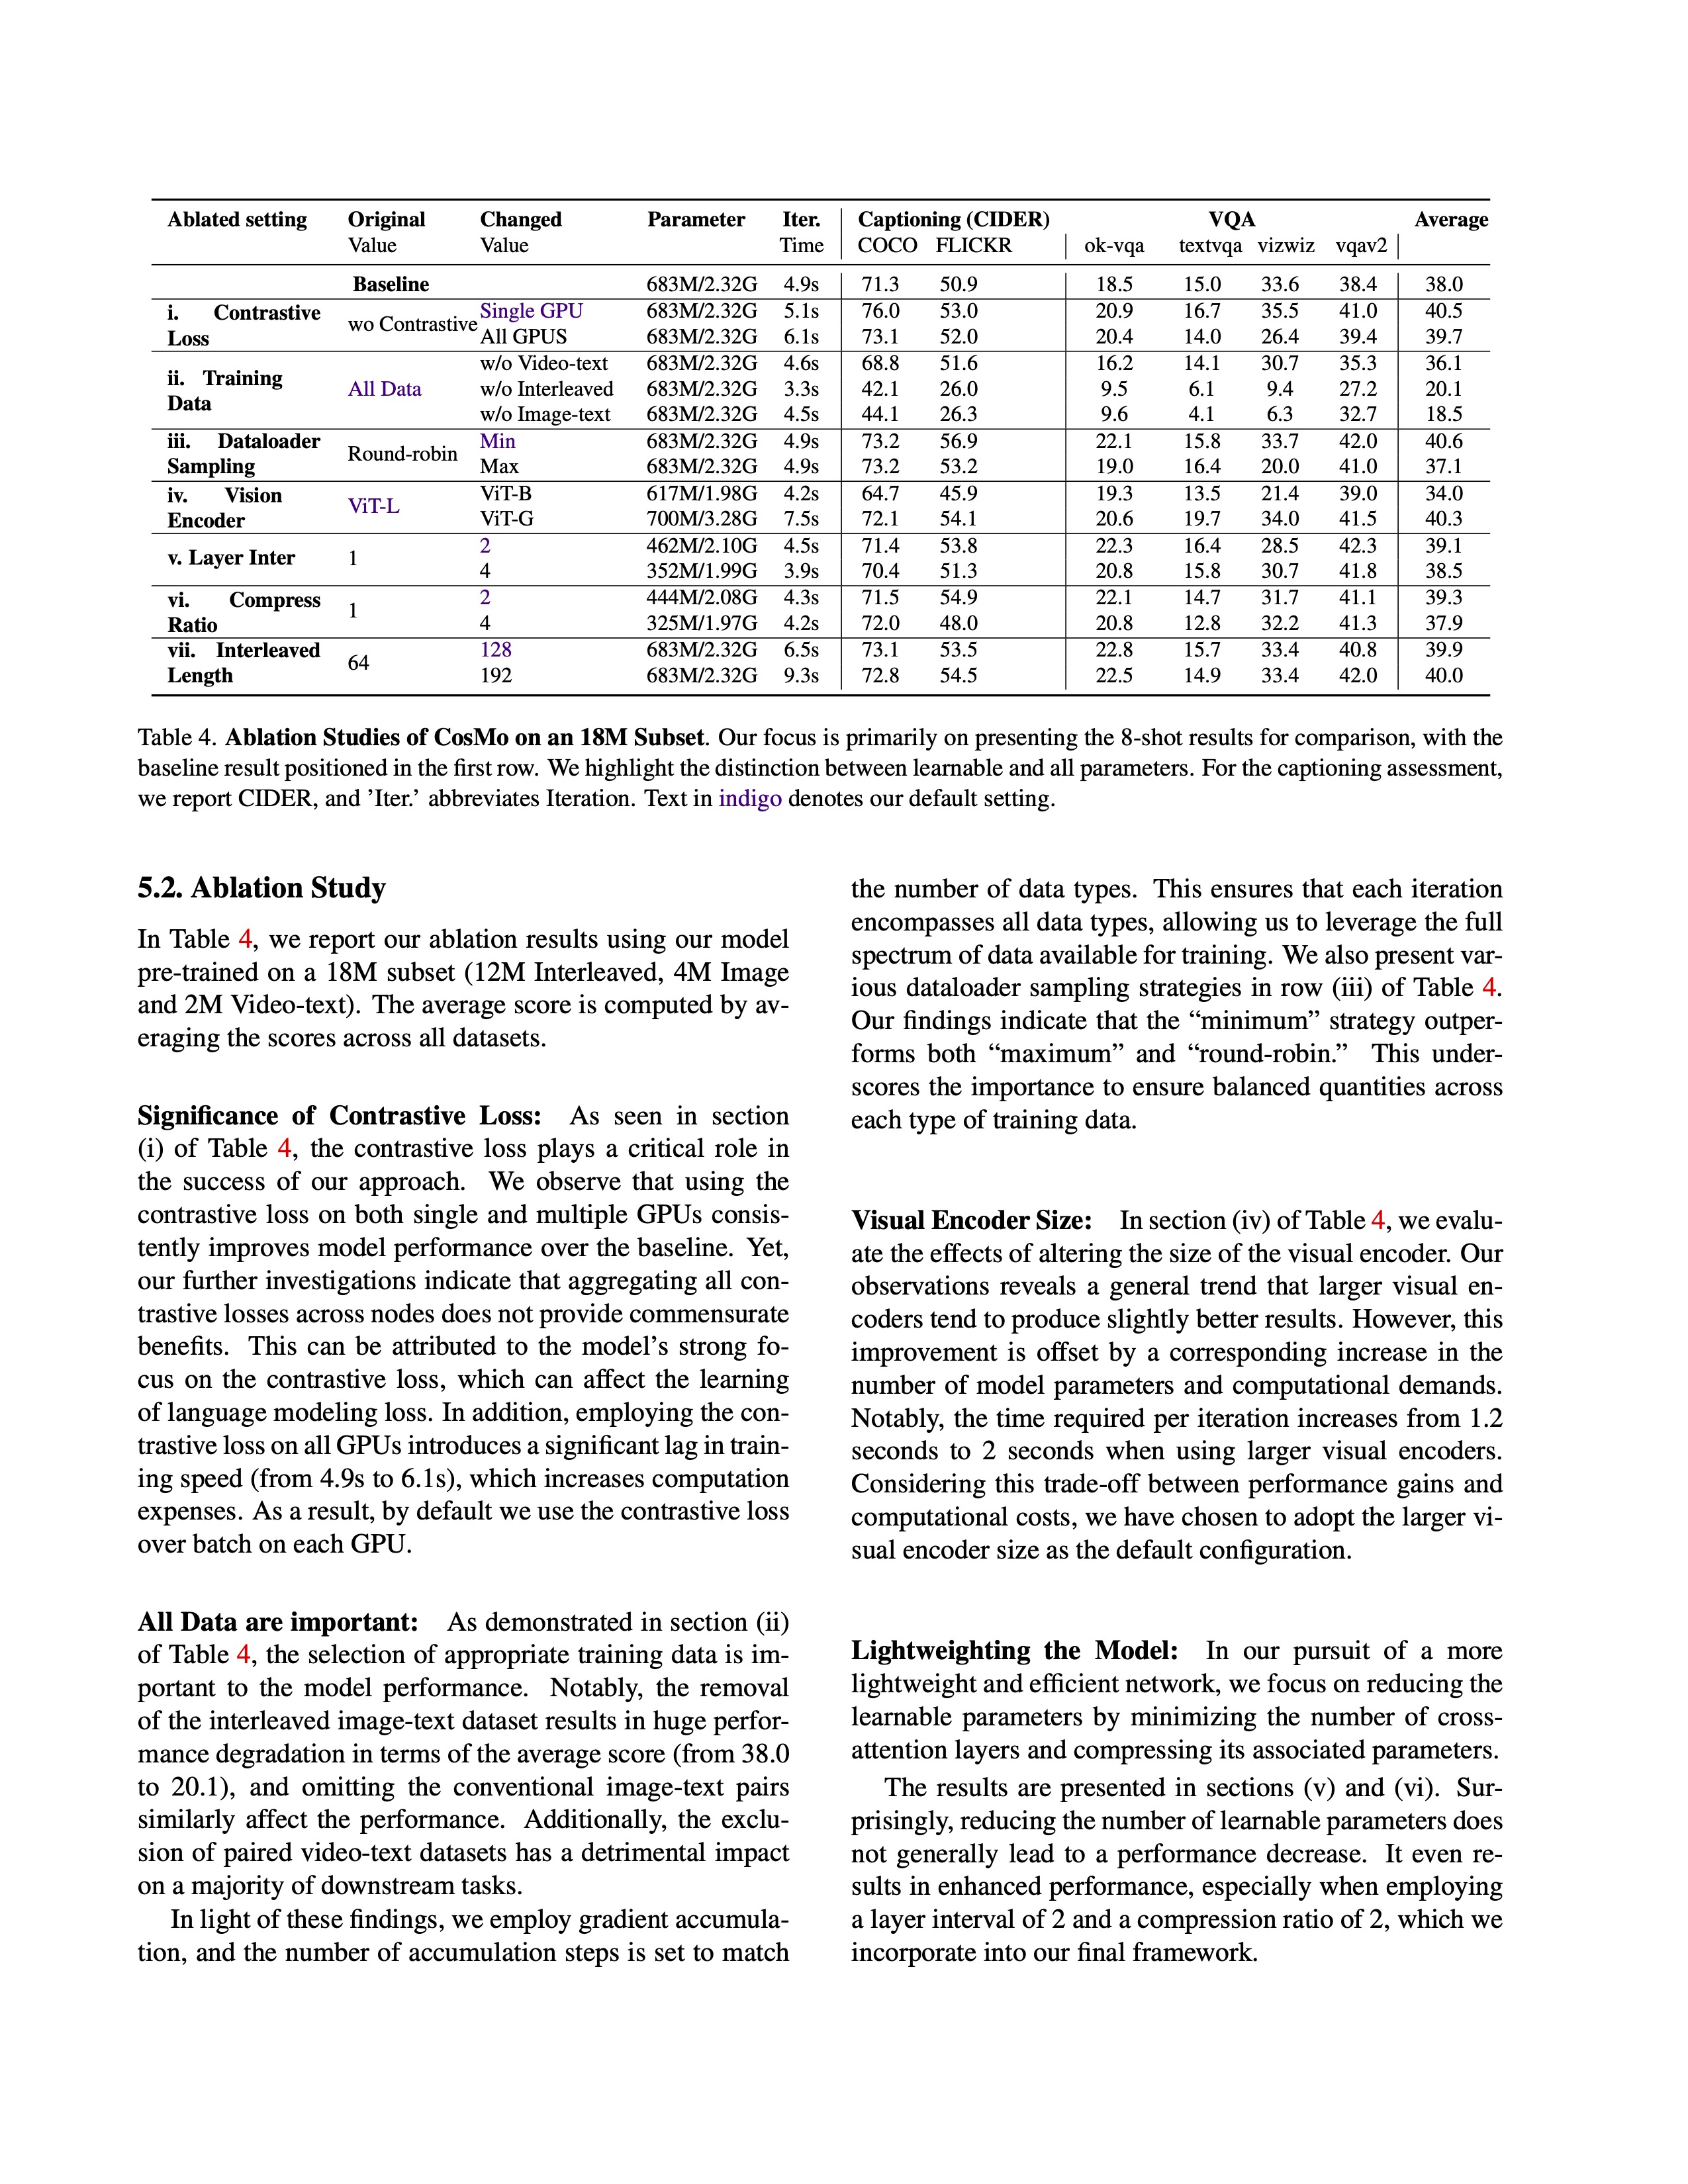 Ablated setting Original Changed Parameter Iter. Captioning (CIDER) VQA Average
Value Value Time COCO FLICKR ok-vqa textvqa vizwiz vqav2
Baseline 683M/2.32G 4.9s 71.3 50.9 18.5 15.0 33.6 38.4 38.0
i. Contrastive Loss wo Contrastive Single GPU 683M/2.32G 5.1s 76.0 53.0 20.9 16.7 35.5 41.0 40.5
All GPUS 683M/2.32G 6.1s 73.1 52.0 20.4 14.0 26.4 39.4 39.7
ii. Training Data All Data w/o Video-text 683M/2.32G 4.6s 68.8 51.6 16.2 14.1 30.7 35.3 36.1
w/o Interleaved 683M/2.32G 3.3s 42.1 26.0 9.5 6.1 9.4 27.2 20.1
w/o Image-text 683M/2.32G 4.5s 44.1 26.3 9.6 4.1 6.3 32.7 18.5
iii. Dataloader Sampling Round-robin Min 683M/2.32G 4.9s 73.2 56.9 22.1 15.8 33.7 42.0 40.6
Max 683M/2.32G 4.9s 73.2 53.2 19.0 16.4 20.0 41.0 37.1
iv. Vision Encoder ViT-L ViT-B 617M/1.98G 4.2s 64.7 45.9 19.3 13.5 21.4 39.0 34.0
ViT-G 700M/3.28G 7.5s 72.1 54.1 20.6 19.7 34.0 41.5 40.3
v. Layer Inter 1 2 462M/2.10G 4.5s 71.4 53.8 22.3 16.4 28.5 42.3 39.1
4 352M/1.99G 3.9s 70.4 51.3 20.8 15.8 30.7 41.8 38.5
vi. Compress Ratio 1 2 444M/2.08G 4.3s 71.5 54.9 22.1 14.7 31.7 41.1 39.3
4 325M/1.97G 4.2s 72.0 48.0 20.8 12.8 32.2 41.3 37.9
vii. Interleaved Length 64 128 683M/2.32G 6.5s 73.1 53.5 22.8 15.7 33.4 40.8 39.9
192 683M/2.32G 9.3s 72.8 54.5 22.5 14.9 33.4 42.0 40.0
Table 4. Ablation Studies of CosMo on an 18M Subset. Our focus is primarily on presenting the 8-shot results for comparison, with the
baseline result positioned in the first row. We highlight the distinction between learnable and all parameters. For the captioning assessment,
we report CIDER, and ’Iter.’ abbreviates Iteration. Text in indigo denotes our default setting.
5.2. Ablation Study
In Table 4, we report our ablation results using our model
pre-trained on a 18M subset (12M Interleaved, 4M Image
and 2M Video-text). The average score is computed by av-
eraging the scores across all datasets.
Significance of Contrastive Loss: As seen in section
(i) of Table 4, the contrastive loss plays a critical role in
the success of our approach. We observe that using the
contrastive loss on both single and multiple GPUs consis-
tently improves model performance over the baseline. Yet,
our further investigations indicate that aggregating all con-
trastive losses across nodes does not provide commensurate
benefits. This can be attributed to the model’s strong fo-
cus on the contrastive loss, which can affect the learning
of language modeling loss. In addition, employing the con-
trastive loss on all GPUs introduces a significant lag in train-
ing speed (from 4.9s to 6.1s), which increases computation
expenses. As a result, by default we use the contrastive loss
over batch on each GPU.
All Data are important: As demonstrated in section (ii)
of Table 4, the selection of appropriate training data is im-
portant to the model performance. Notably, the removal
of the interleaved image-text dataset results in huge perfor-
mance degradation in terms of the average score (from 38.0
to 20.1), and omitting the conventional image-text pairs
similarly affect the performance. Additionally, the exclu-
sion of paired video-text datasets has a detrimental impact
on a majority of downstream tasks.
In light of these findings, we employ gradient accumula-
tion, and the number of accumulation steps is set to match
the number of data types. This ensures that each iteration
encompasses all data types, allowing us to leverage the full
spectrum of data available for training. We also present var-
ious dataloader sampling strategies in row (iii) of Table 4.
Our findings indicate that the “minimum” strategy outper-
forms both “maximum” and “round-robin.” This under-
scores the importance to ensure balanced quantities across
each type of training data.
Visual Encoder Size: In section (iv) of Table 4, we evalu-
ate the effects of altering the size of the visual encoder. Our
observations reveals a general trend that larger visual en-
coders tend to produce slightly better results. However, this
improvement is offset by a corresponding increase in the
number of model parameters and computational demands.
Notably, the time required per iteration increases from 1.2
seconds to 2 seconds when using larger visual encoders.
Considering this trade-off between performance gains and
computational costs, we have chosen to adopt the larger vi-
sual encoder size as the default configuration.
Lightweighting the Model: In our pursuit of a more
lightweight and efficient network, we focus on reducing the
learnable parameters by minimizing the number of cross-
attention layers and compressing its associated parameters.
The results are presented in sections (v) and (vi). Sur-
prisingly, reducing the number of learnable parameters does
not generally lead to a performance decrease. It even re-
sults in enhanced performance, especially when employing
a layer interval of 2 and a compression ratio of 2, which we
incorporate into our final framework.